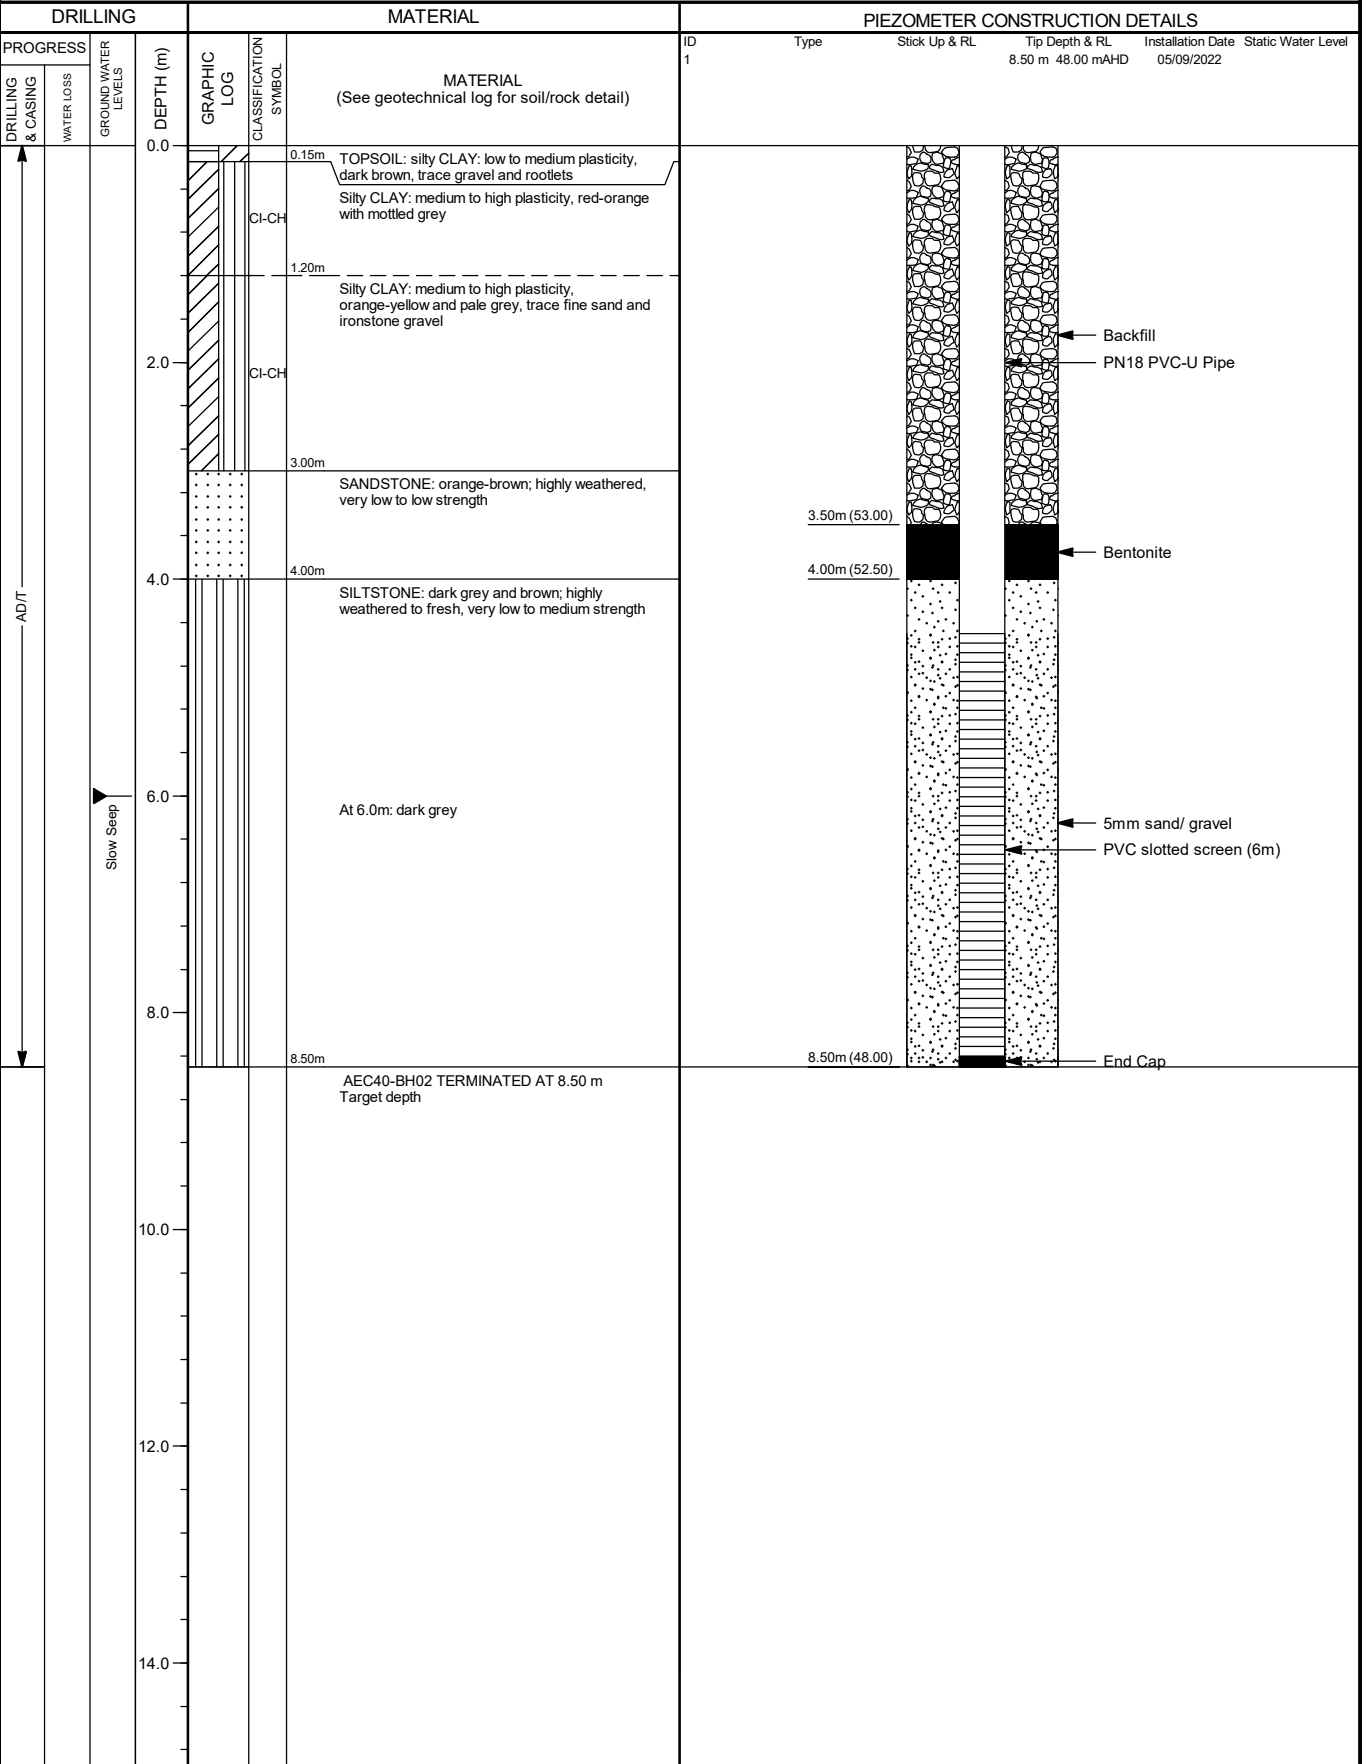 DRILLING
MATERIAL
PIEZOMETER CONSTRUCTION DETAILS
PROGRESS
DRILLING
& CASING
WATER LOSS
GROUND WATER
LEVELS
DEPTH (m)
GRAPHIC
LOG
CLASSIFICATION
SYMBOL
MATERIAL
(See geotechnical log for soil/rock detail)
ID
Type
Stick Up & RL
Tip Depth & RL
Installation Date
Static Water Level
1
8.50 m 48.00 mAHD
05/09/2022
0.0
0.15m
TOPSOIL: silty CLAY: low to medium plasticity,
dark brown, trace gravel and rootlets
Silty CLAY: medium to high plasticity, red-orange
with mottled grey
CI-CH
1.20m
Silty CLAY: medium to high plasticity,
orange-yellow and pale grey, trace fine sand and
ironstone gravel
Backfill
2.0
PN18 PVC-U Pipe
CI-CH
3.00m
SANDSTONE: orange-brown; highly weathered,
very low to low strength
3.50m (53.00)
Bentonite
4.00m
4.00m (52.50)
4.0
SILTSTONE: dark grey and brown; highly
weathered to fresh, very low to medium strength
AD/T
6.0
Slow Seep
At 6.0m: dark grey
5mm sand/ gravel
PVC slotted screen (6m)
8.0
8.50m
8.50m (48.00)
End Cap
AEC40-BH02 TERMINATED AT 8.50 m
Target depth
10.0
12.0
14.0